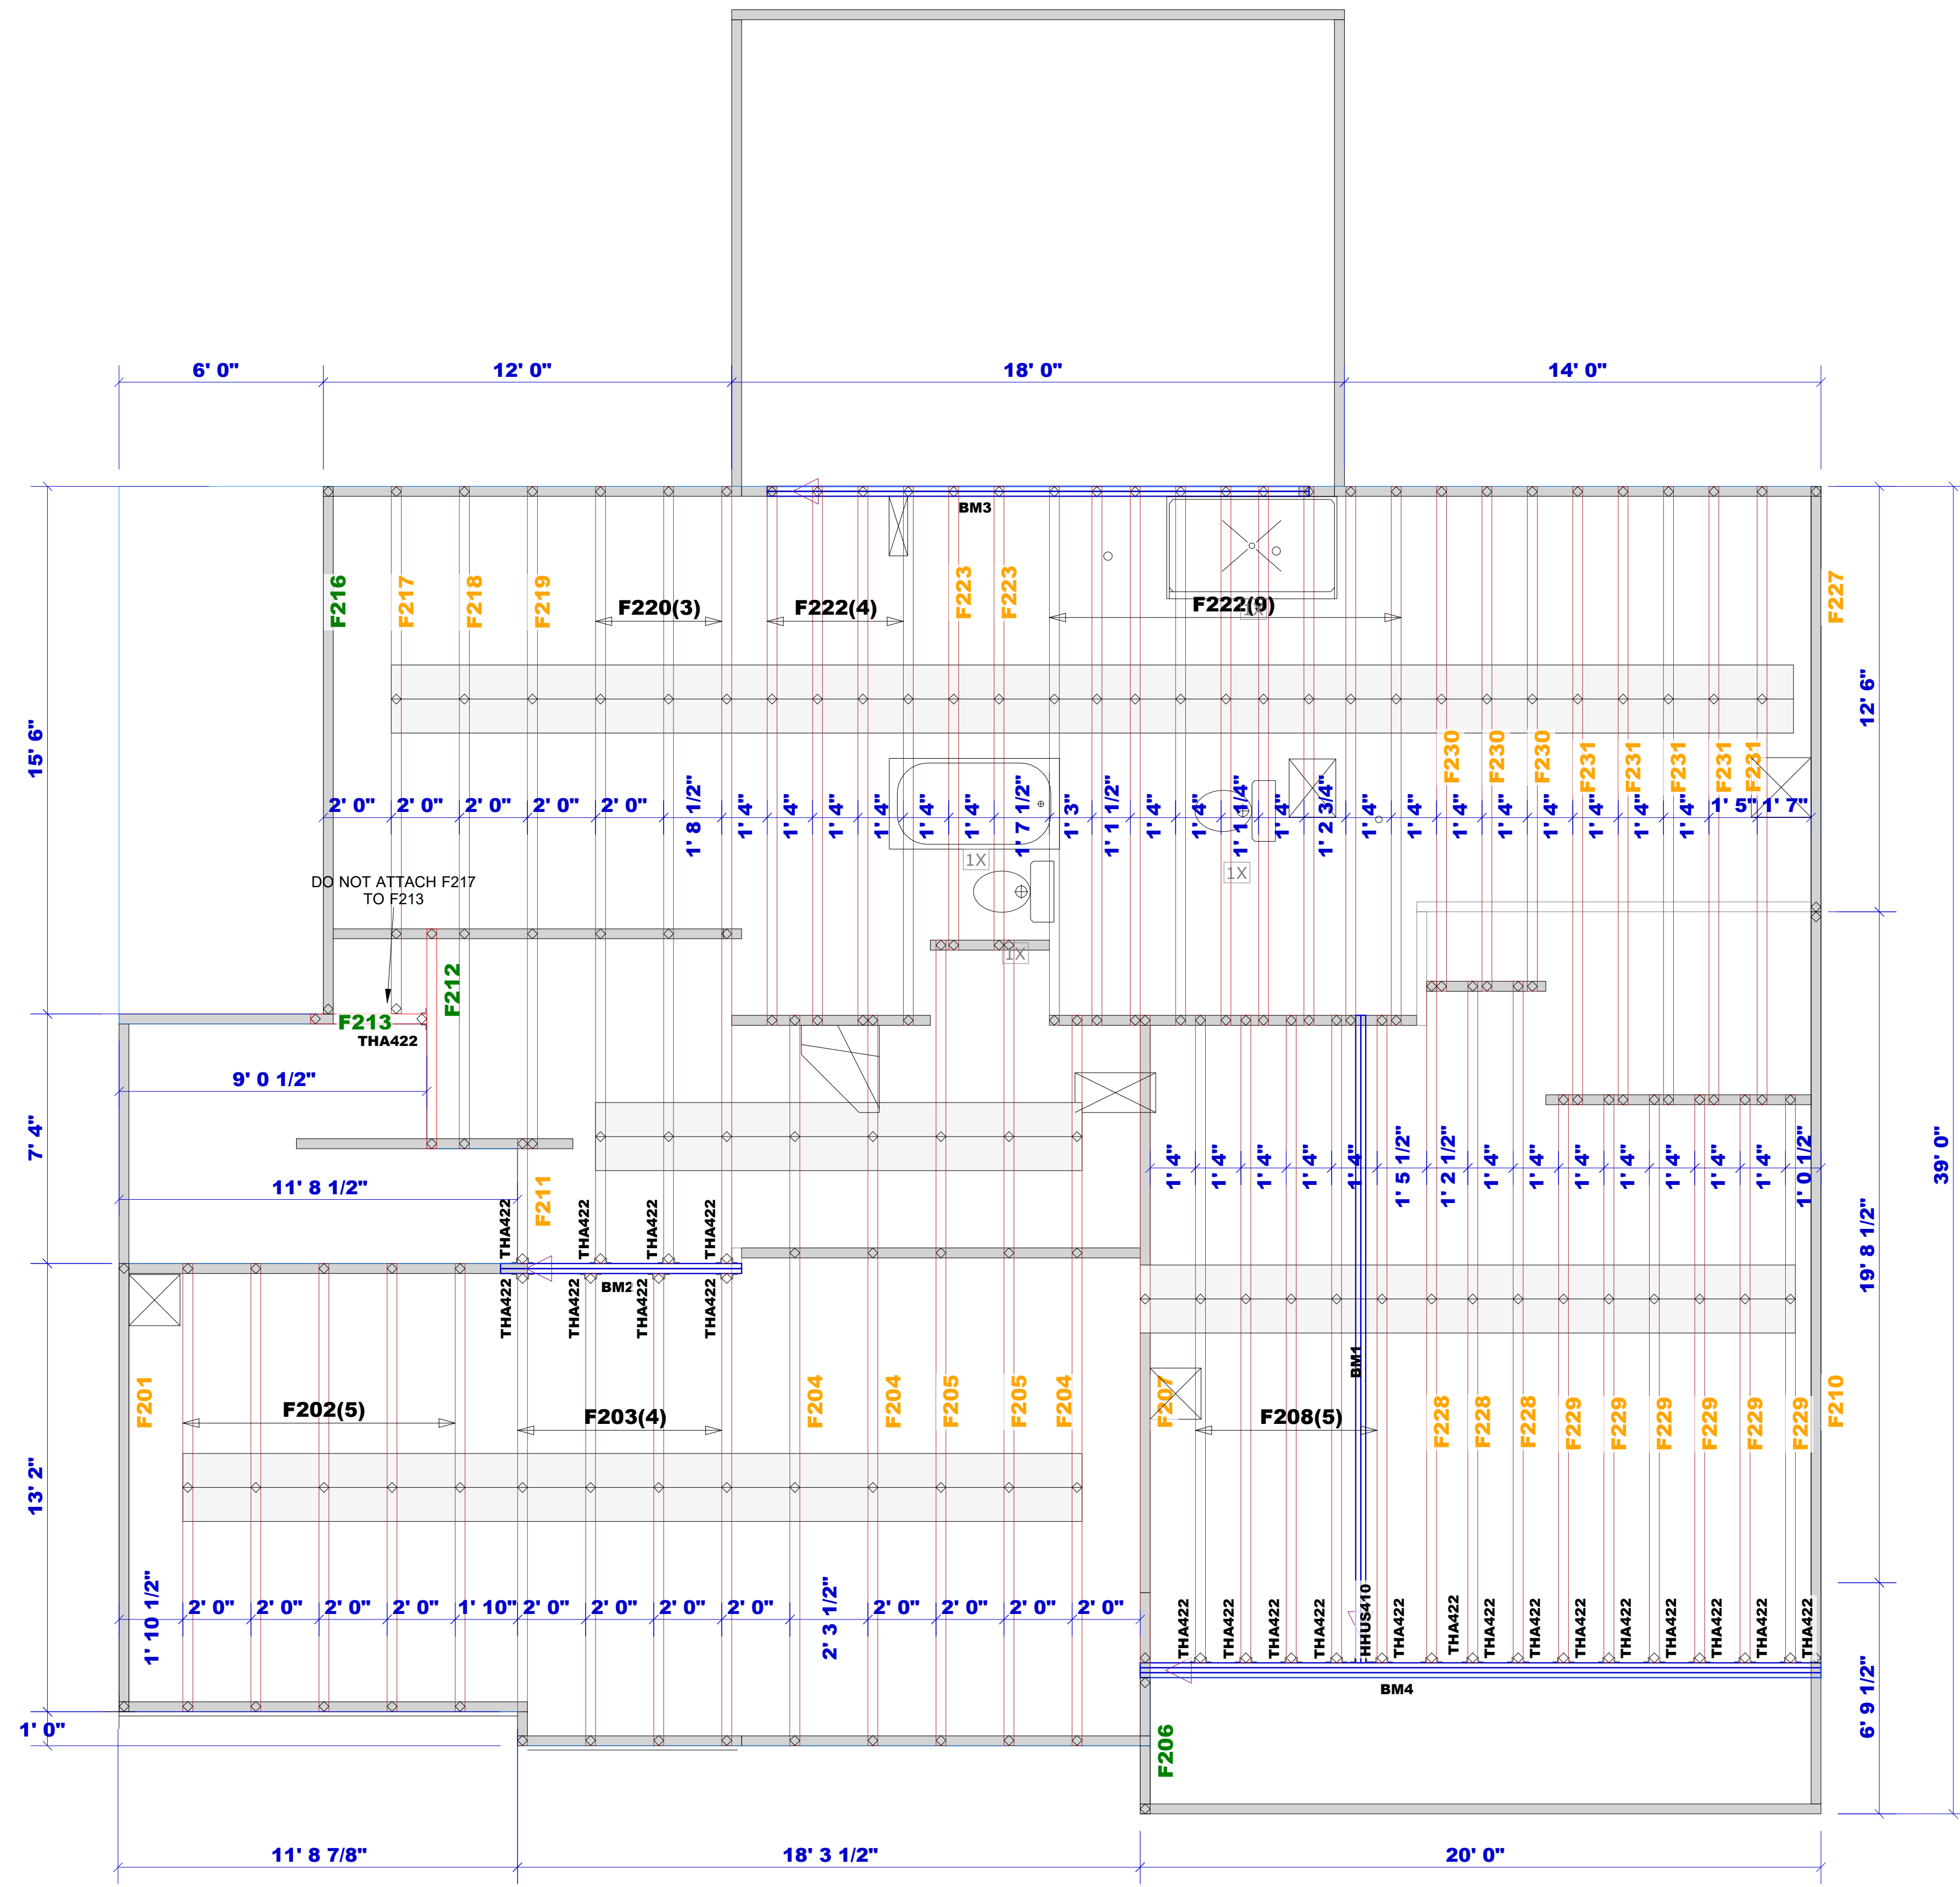 6' 0" 12' 0" 18' 0" 14' 0"
BM3
F216 F217 F218 F219 F220(3) F222(4) F223 F223 F222(9) F227
1X
15' 6"
12' 6"
F230 F230 F230 F231 F231 F231 F231 F231
2' 0" 2' 0" 2' 0" 2' 0" 2' 0" 1' 8 1/2" 1' 4" 1' 4" 1' 4" 1' 4" 1' 4" 1' 4" 1' 7 1/2" 1' 3" 1' 1 1/2" 1' 4" 1' 4" 1' 1 1/4" 1' 4" 1' 2 3/4" 1' 4" 1' 4" 1' 4" 1' 4" 1' 4" 1' 4" 1' 4" 1' 4" 1' 5" 1' 7"
1X
1X
DO NOT ATTACH F217
TO F213
1X
F212
F213
THA422
9' 0 1/2"
7' 4"
39' 0"
1' 4" 1' 4" 1' 4" 1' 4" 1' 4" 1' 5 1/2" 1' 2 1/2" 1' 4" 1' 4" 1' 4" 1' 4" 1' 4" 1' 4" 1' 4" 1' 0 1/2"
11' 8 1/2"
F211
THA422 THA422 THA422 THA422
19' 8 1/2"
BM2
THA422 THA422 THA422 THA422
BM1
F201 F202(5) F203(4) F204 F204 F205 F205 F204 F207 F208(5) F228 F228 F228 F229 F229 F229 F229 F229 F229 F210
13' 2"
1' 10 1/2" 2' 0" 2' 0" 2' 0" 2' 0" 1' 10" 2' 0" 2' 0" 2' 0" 2' 0" 2' 3 1/2" 2' 0" 2' 0" 2' 0" 2' 0"
THA422 THA422 THA422 THA422 HHUS410 THA422 THA422 THA422 THA422 THA422 THA422 THA422 THA422 THA422 THA422
BM4
6' 9 1/2"
1' 0"
F206
11' 8 7/8" 18' 3 1/2" 20' 0"